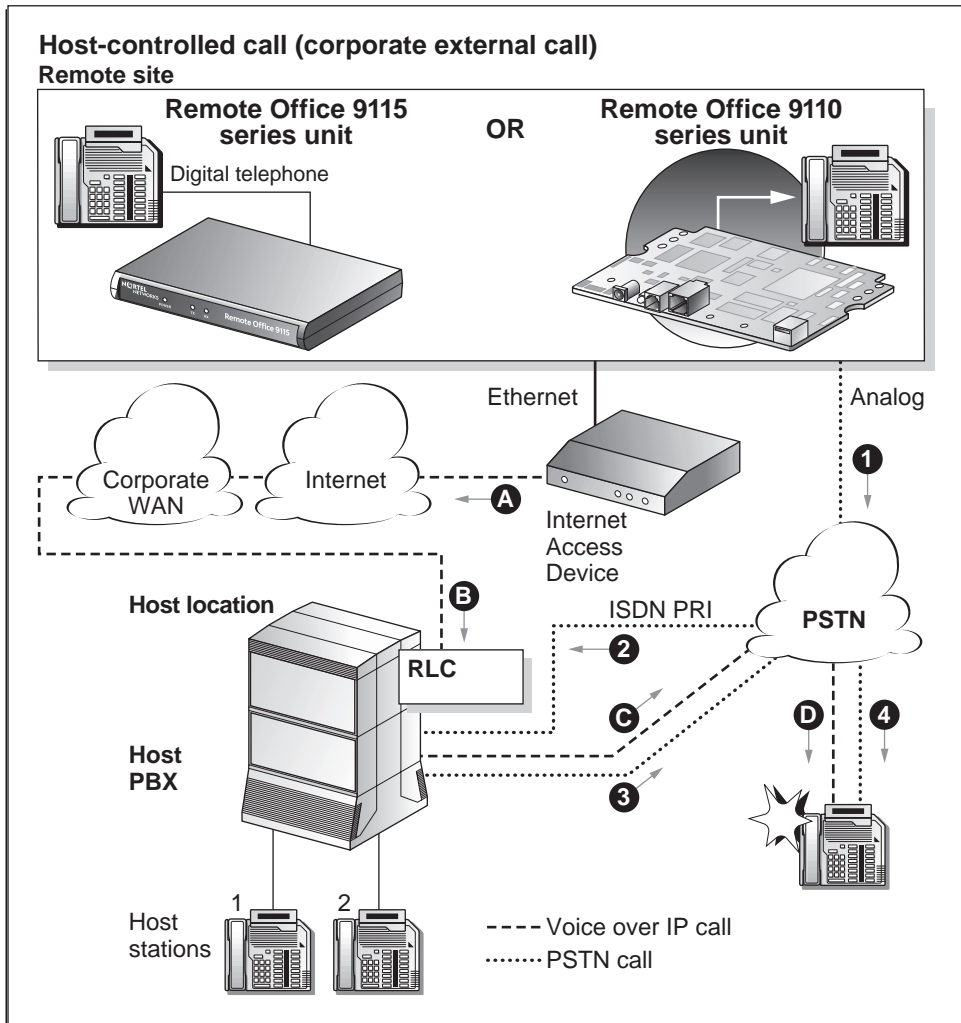 Host-controlled call (corporate external call)
Remote site
Remote Office 9115
series unit
OR
Remote Office 9110
series unit
Digital telephone
NORTEL
NETWORKS
POWER
Remote Office 9115
Ethernet
Analog
Corporate
WAN
Internet
A
Internet
Access
Device
1
Host location
B
RLC
ISDN PRI
2
PSTN
C
D
4
Host
PBX
3
1
2
Host
stations
Voice over IP call
PSTN call